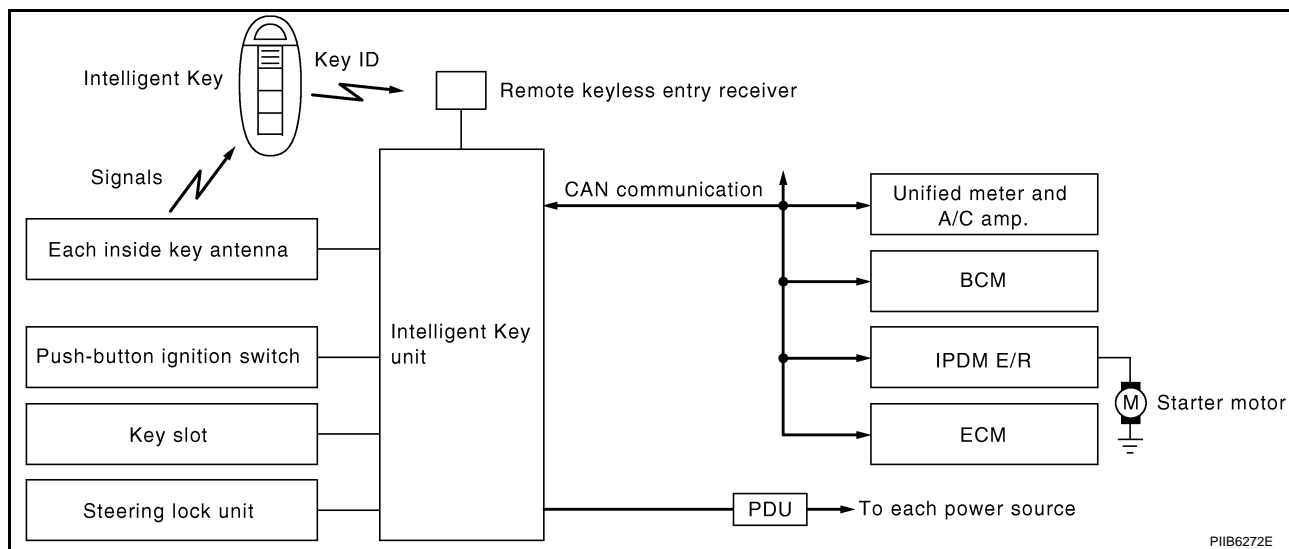 Key ID
Intelligent Key
Remote keyless entry receiver
Signals
CAN communication
Unified meter and
A/C amp.
Each inside key antenna
BCM
Intelligent Key
unit
Push-button ignition switch
IPDM E/R
M
Starter motor
Key slot
ECM
Steering lock unit
PDU
To each power source
PIIB6272E